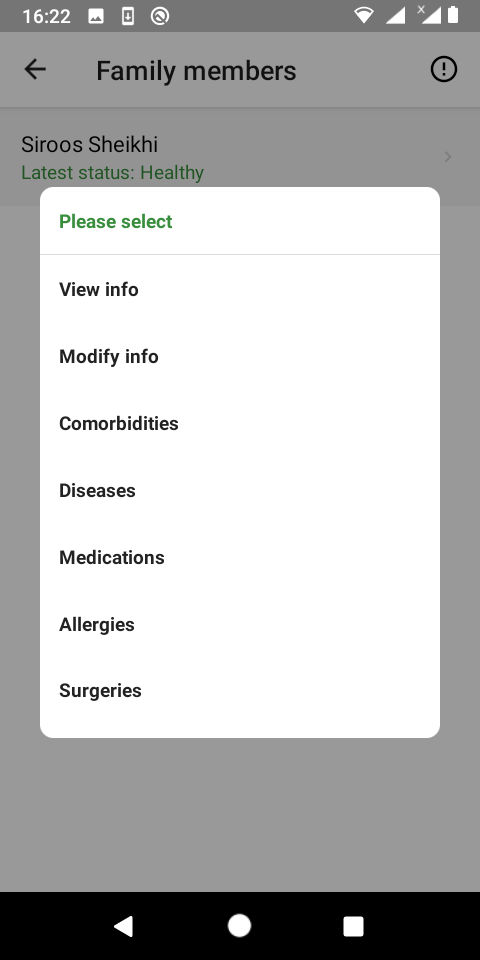 16:22
Family members
Siroos Sheikhi
Latest status: Healthy
Please select
View info
Modify info
Comorbidities
Diseases
Medications
Allergies
Surgeries